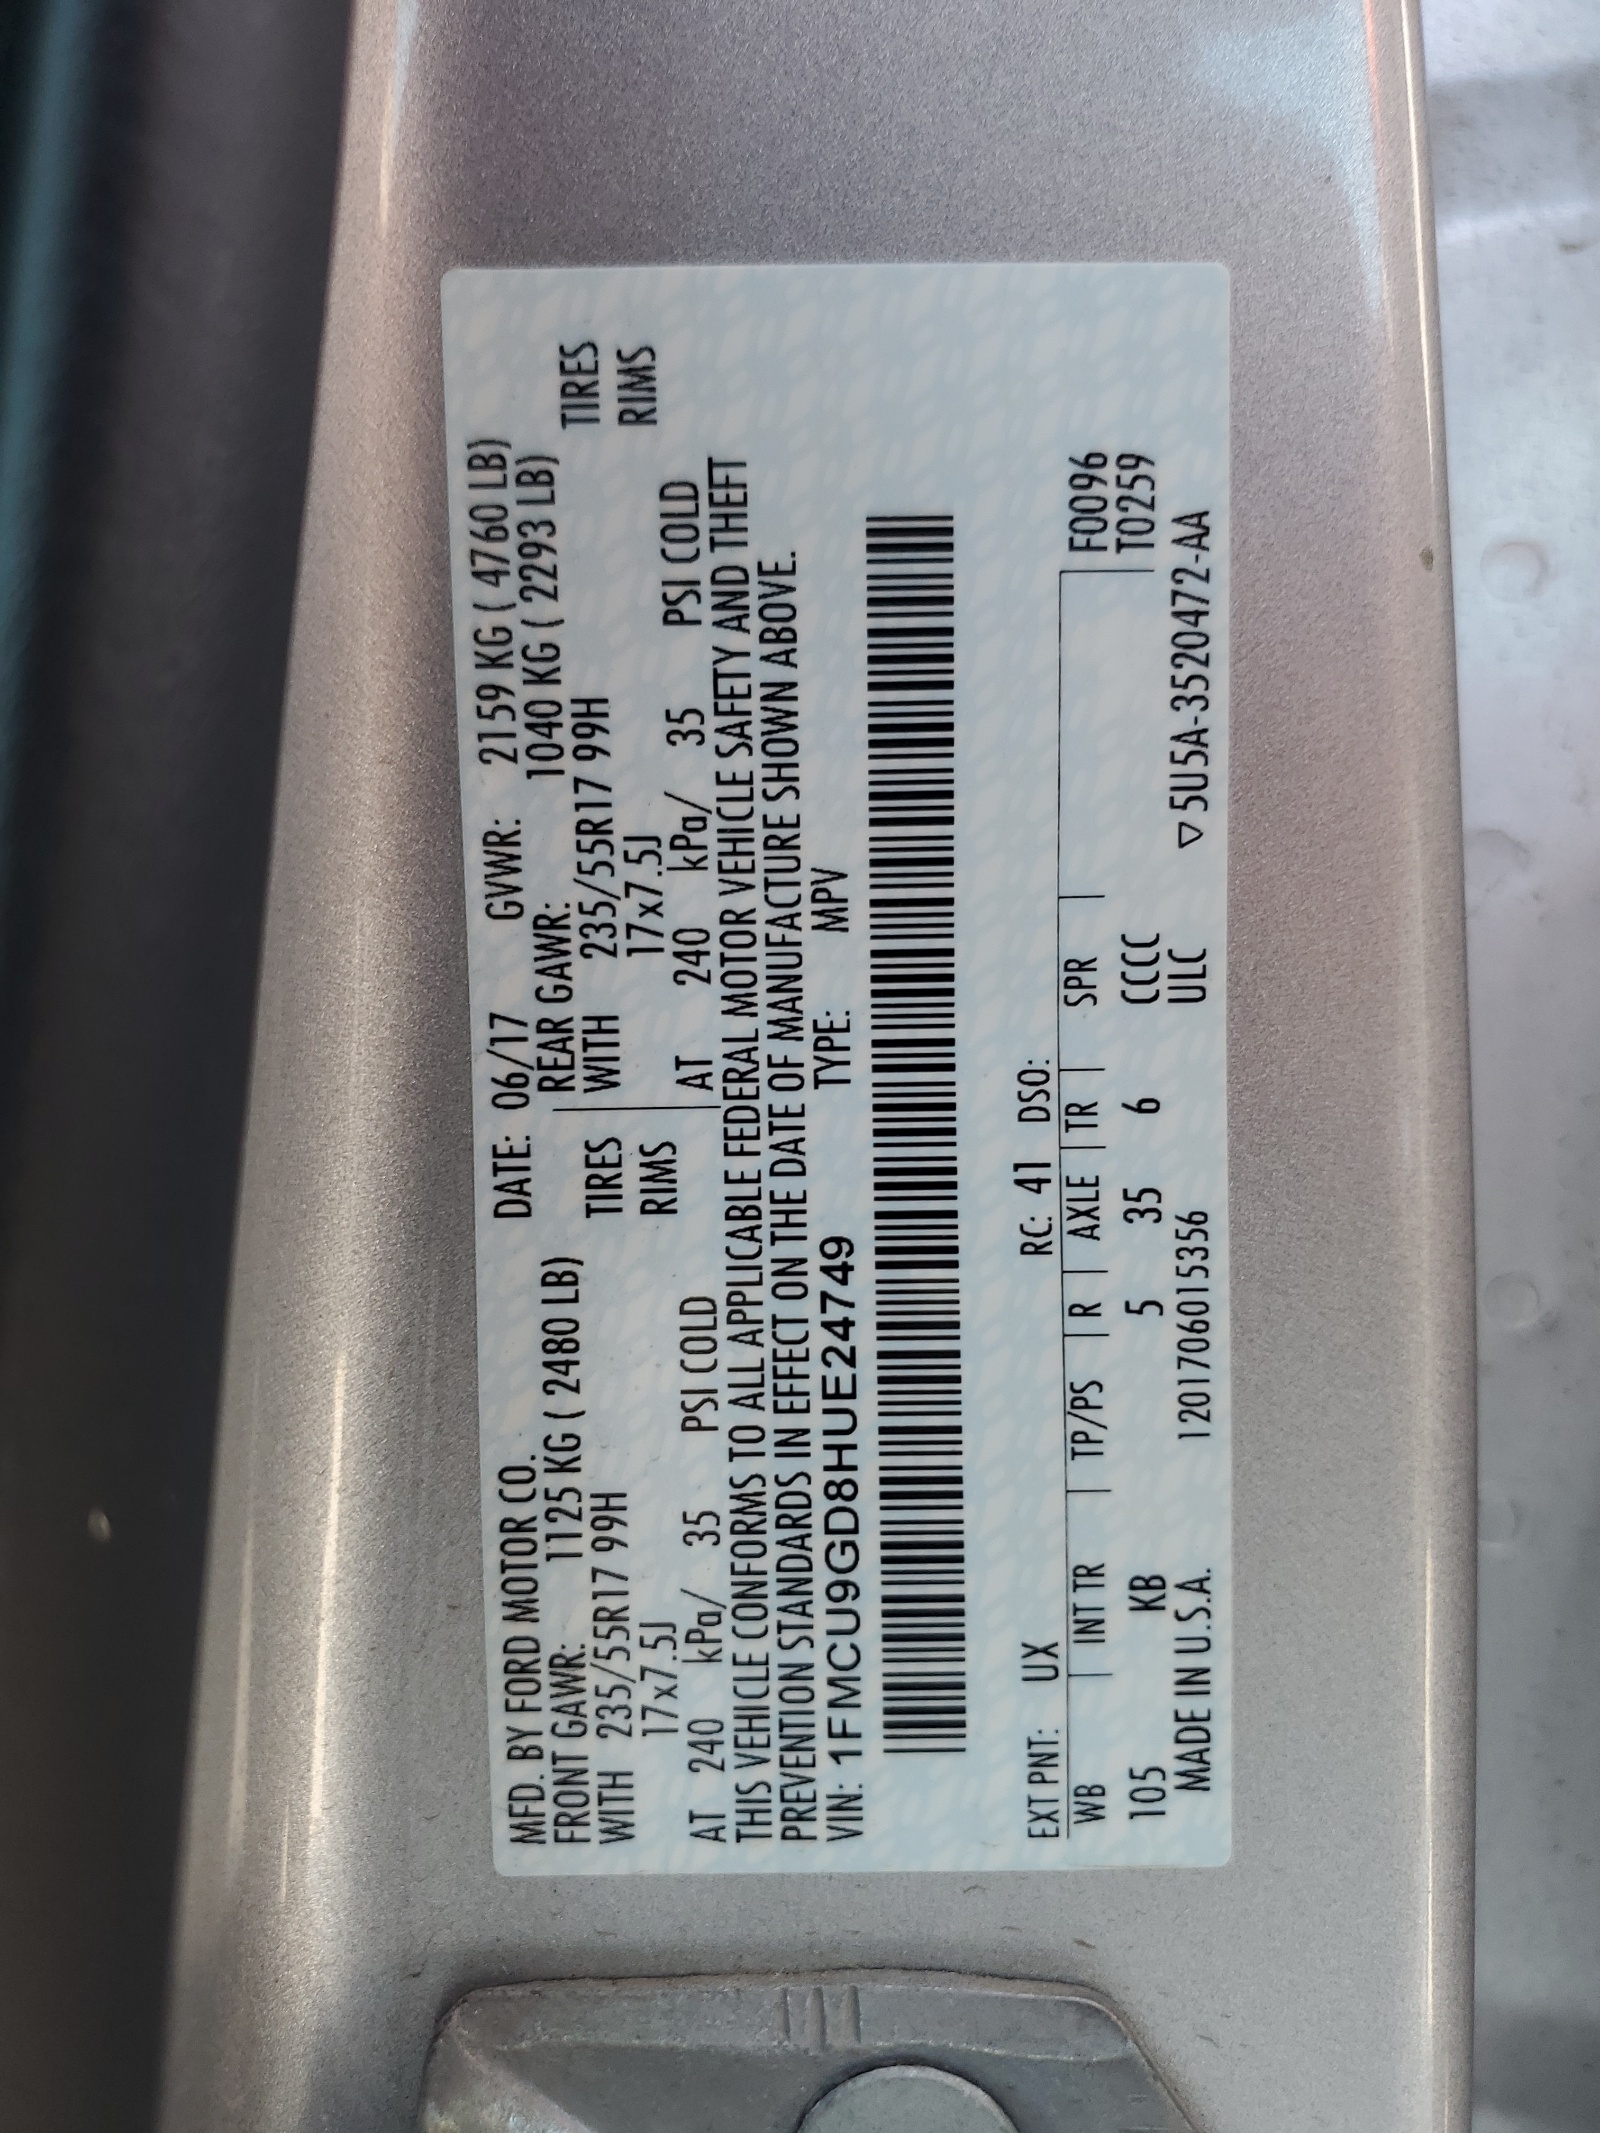 MFD. BY FORD MOTOR CO. DATE: 06/17 GVWR: 2159 KG ( 4760 LB)
FRONT GAWR: 1125 KG ( 2480 LB) REAR GAWR: 1040 KG ( 2293 LB)
WITH 235/55R17 99H TIRES WITH 235/55R17 99H TIRES
17x7.5J RIMS 17x7.5J RIMS
AT 240 kPa/ 35 PSI COLD AT 240 kPa/ 35 PSI COLD
THIS VEHICLE CONFORMS TO ALL APPLICABLE FEDERAL MOTOR VEHICLE SAFETY AND THEFT
PREVENTION STANDARDS IN EFFECT ON THE DATE OF MANUFACTURE SHOWN ABOVE.
VIN: 1FMCU9GD8HUE24749 TYPE: MPV
EXT PNT: UX RC: 41 DSO:
WB INT TR TP/PS R AXLE TR SPR F0096
105 KB 5 35 6 CCCC T0259
MADE IN U.S.A. 120170601 5356 ULC ▽5U5A-3520472-AA